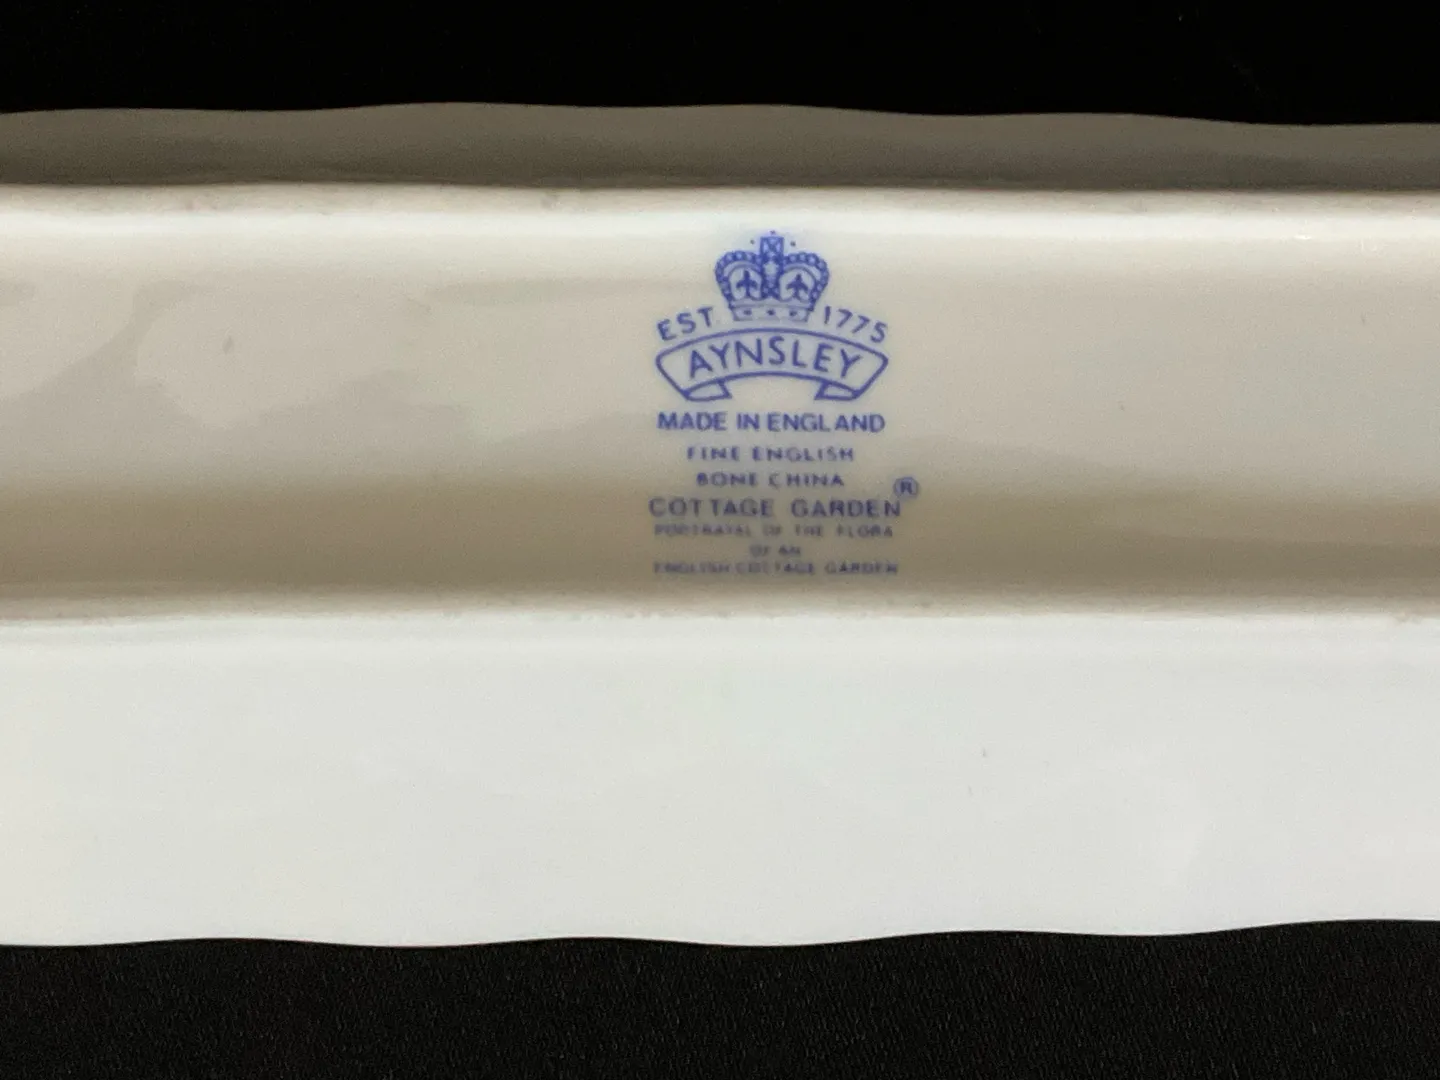 EST. 1775
AYNSLEY
MADE IN ENGLAND
FINE ENGLISH
BONE CHINA
COTTAGE GARDEN®
PORTRAYAL OF THE FLORA
OF AN
ENGLISH COTTAGE GARDEN